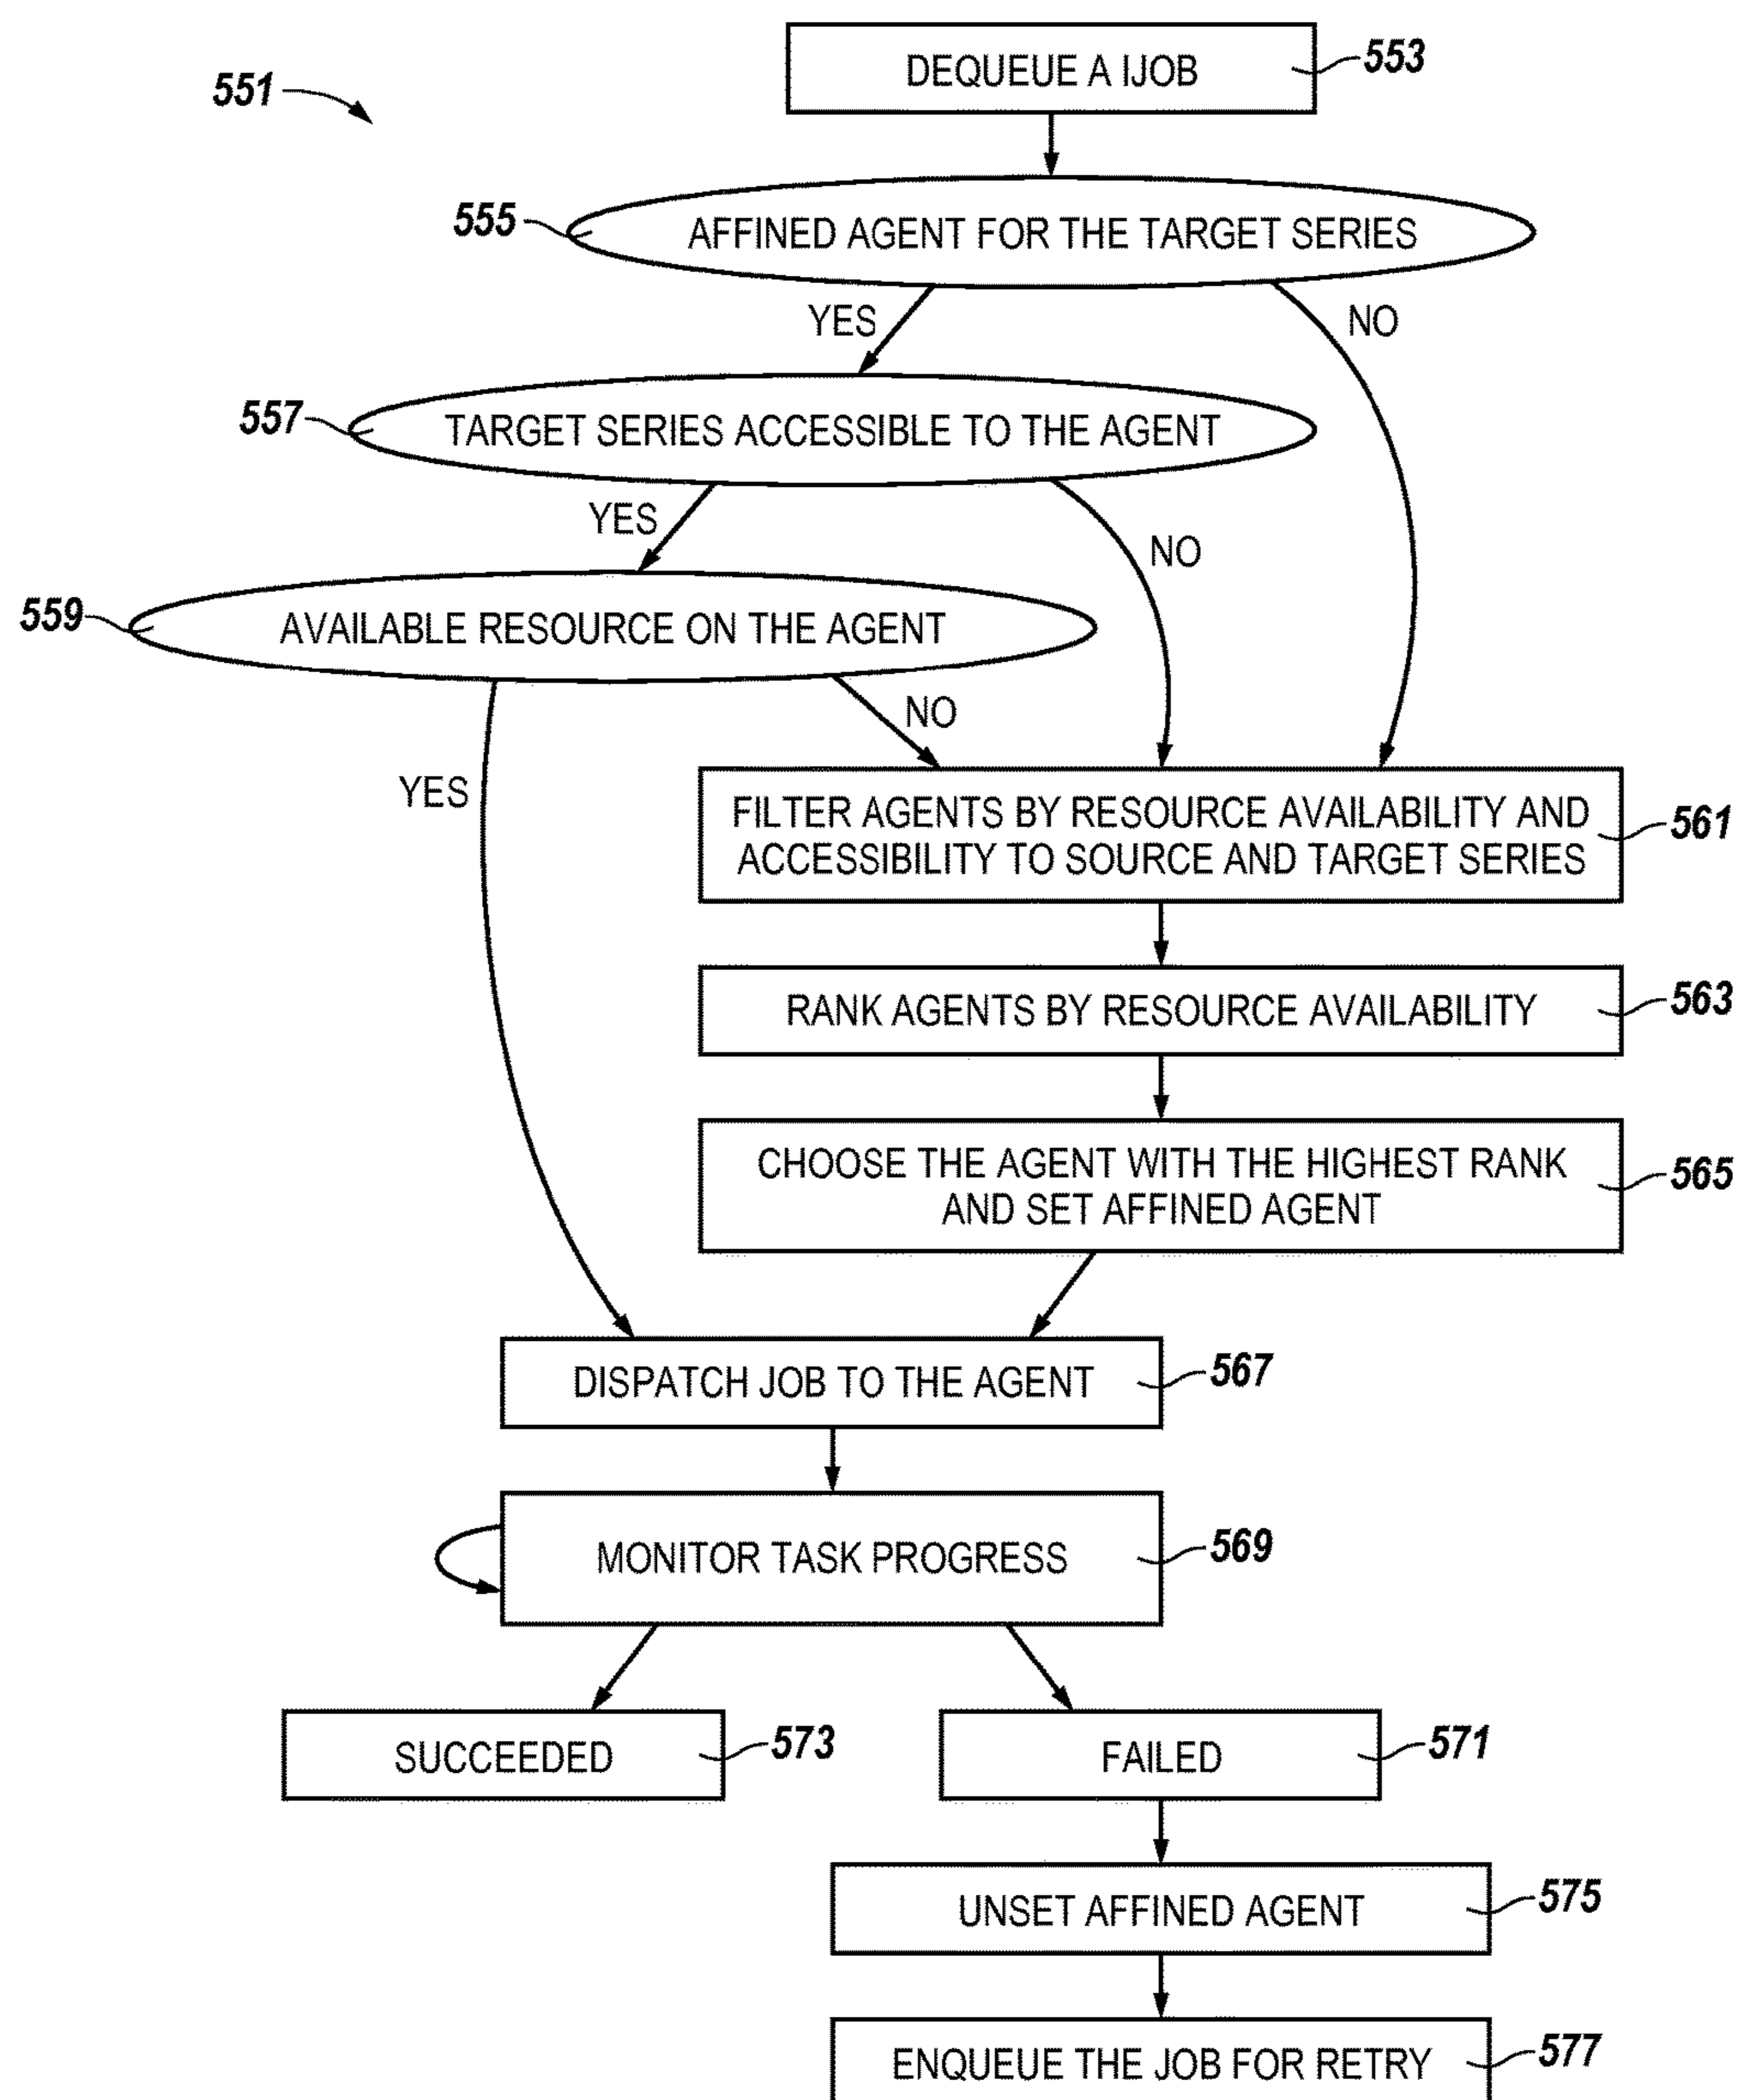 DEQUEUE A IJOB
553
551
555
AFFINED AGENT FOR THE TARGET SERIES
YES
NO
557
TARGET SERIES ACCESSIBLE TO THE AGENT
YES
NO
559
AVAILABLE RESOURCE ON THE AGENT
NO
YES
FILTER AGENTS BY RESOURCE AVAILABILITY AND
ACCESSIBILITY TO SOURCE AND TARGET SERIES
561
RANK AGENTS BY RESOURCE AVAILABILITY
563
CHOOSE THE AGENT WITH THE HIGHEST RANK
AND SET AFFINED AGENT
565
DISPATCH JOB TO THE AGENT
567
MONITOR TASK PROGRESS
569
SUCCEEDED
573
FAILED
571
UNSET AFFINED AGENT
575
ENQUEUE THE JOB FOR RETRY
577